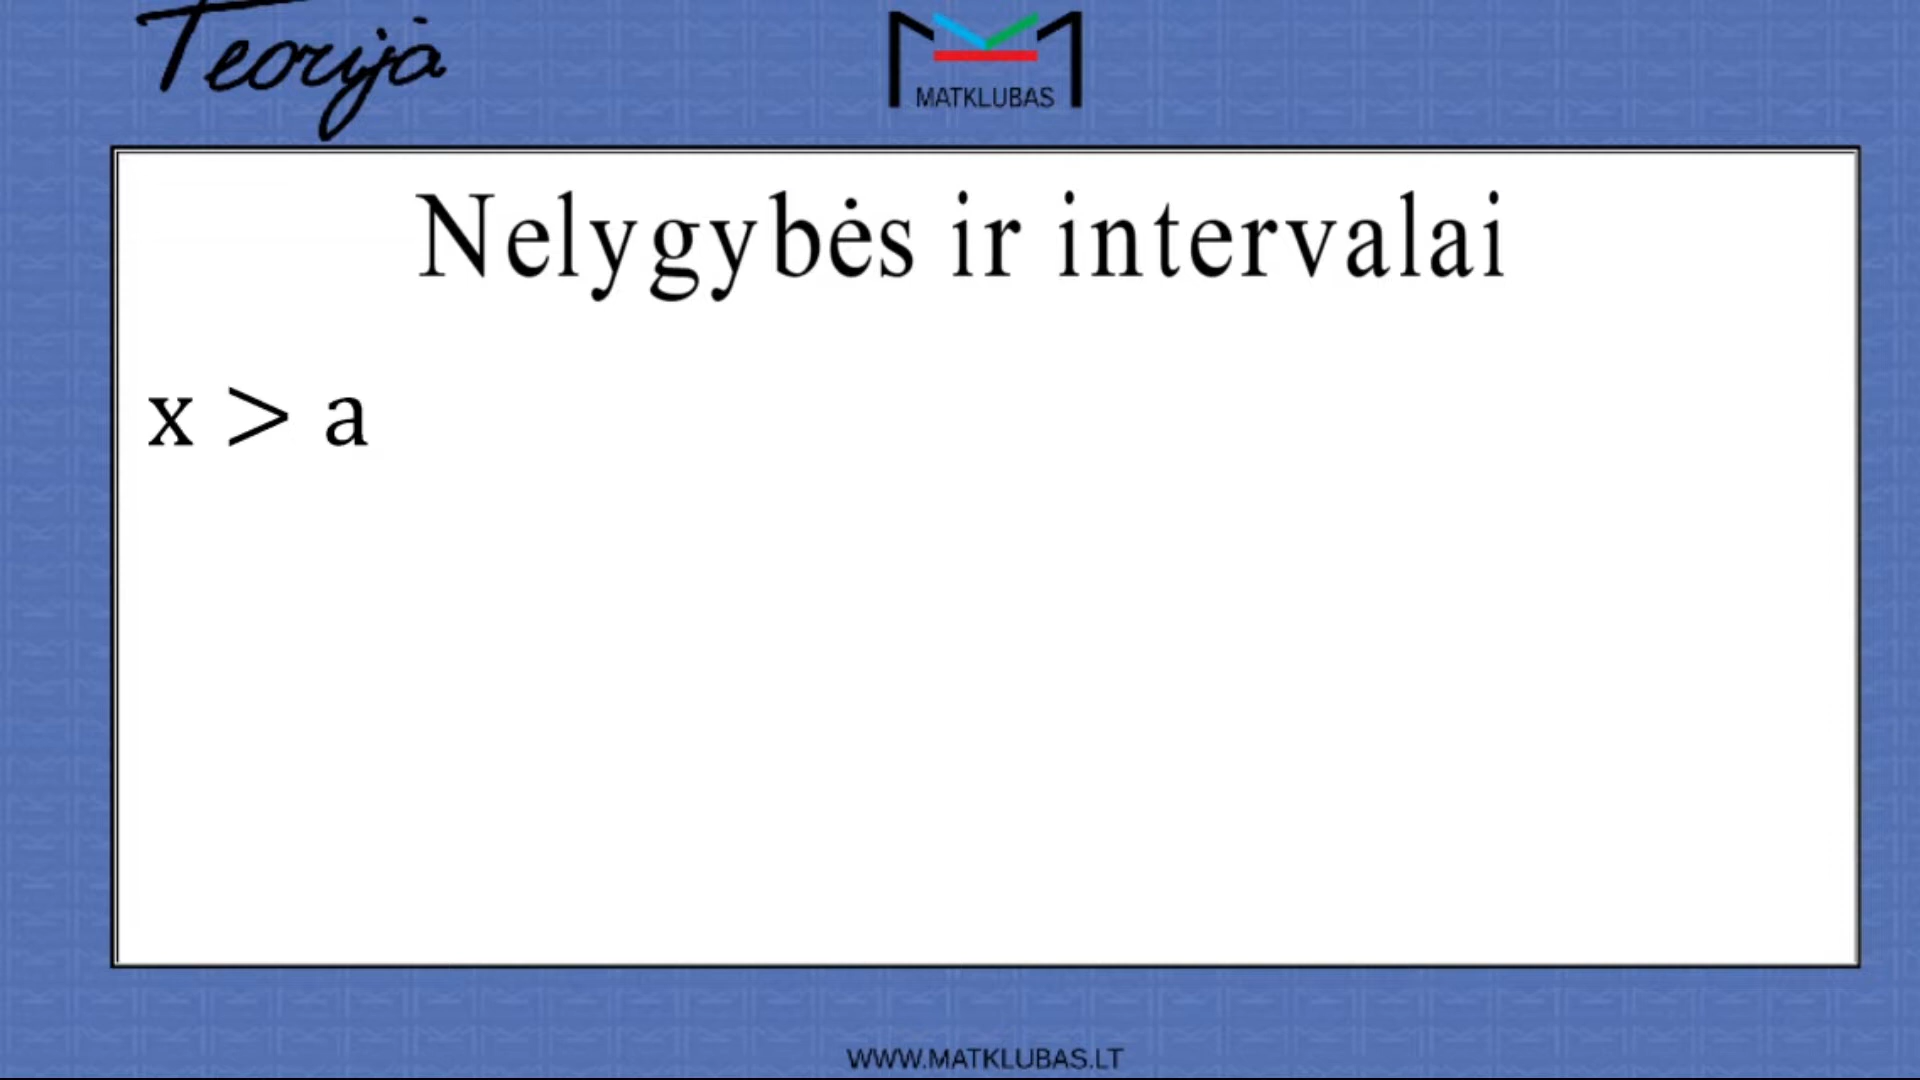 Teorija
MATKLUBAS
Nelygybės ir intervalai
x > a
WWW.MATKLUBAS.LT